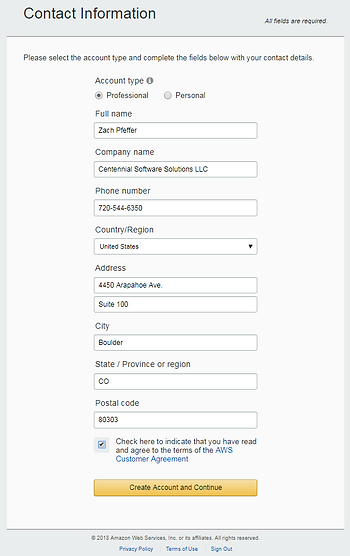 Contact Information
All fields are required.
Please select the account type and complete the fields below with your contact details.
Account type
Professional Personal
Full name
Zach Pfeffer
Company name
Centennial Software Solutions LLC
Phone number
720-544-6350
Country/Region
United States
Address
4450 Arapahoe Ave.
Suite 100
City
Boulder
State / Province or region
CO
Postal code
80303
Check here to indicate that you have read
and agree to the terms of the AWS
Customer Agreement
Create Account and Continue
© 2018 Amazon Web Services, Inc. or its affiliates. All rights reserved.
Privacy Policy | Terms of Use | Sign Out